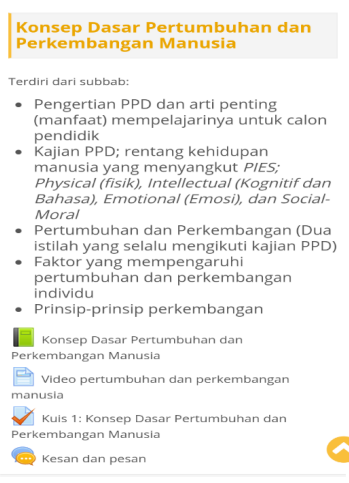 Konsep Dasar Pertumbuhan dan
Perkembangan Manusia
Terdiri dari subbab:
Pengertian PPD dan arti penting
(manfaat) mempelajarinya untuk calon
pendidik
Kajian PPD; rentang kehidupan
manusia yang menyangkut PIES;
Physical (fisik), Intellectual (Kognitif dan
Bahasa), Emotional (Emosi), dan Social-
Moral
Pertumbuhan dan Perkembangan (Dua
istilah yang selalu mengikuti kajian PPD)
Faktor yang mempengaruhi
pertumbuhan dan perkembangan
individu
Prinsip-prinsip perkembangan
Konsep Dasar Pertumbuhan dan
Perkembangan Manusia
Video pertumbuhan dan perkembangan
manusia
Kuis 1: Konsep Dasar Pertumbuhan dan
Perkembangan Manusia
Kesan dan pesan